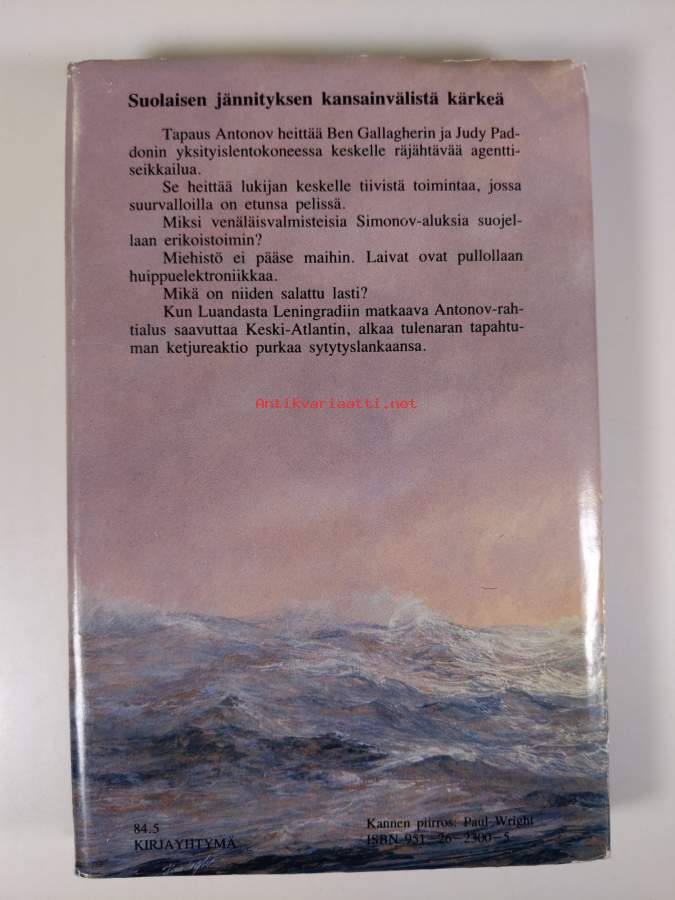 Suolaisen jännityksen kansainvälistä kärkeä
Tapaus Antonov heittää Ben Gallagherin ja Judy Pad-
donin yksityislentokoneessa keskelle räjähtävää agentti-
seikkailua.
Se heittää lukijan keskelle tiivistä toimintaa, jossa
suurvalloilla on etunsa pelissä.
Miksi venäläisvalmisteisia Simonov-aluksia suojel-
laan erikoistoimin?
Miehistö ei pääse maihin. Laivat ovat pullollaan
huippuelektroniikkaa.
Mikä on niiden salattu lasti?
Kun Luandasta Leningradiin matkaava Antonov-rah-
tialus saavuttaa Keski-Atlantin, alkaa tulenaran tapahtu-
man ketjureaktio purkaa sytytyslankaansa.
Antikvariaatti.net
84.5
KIRJAYHTYMÄ
Kannen piirros: Paul Wright
ISBN 951-26-2300-5